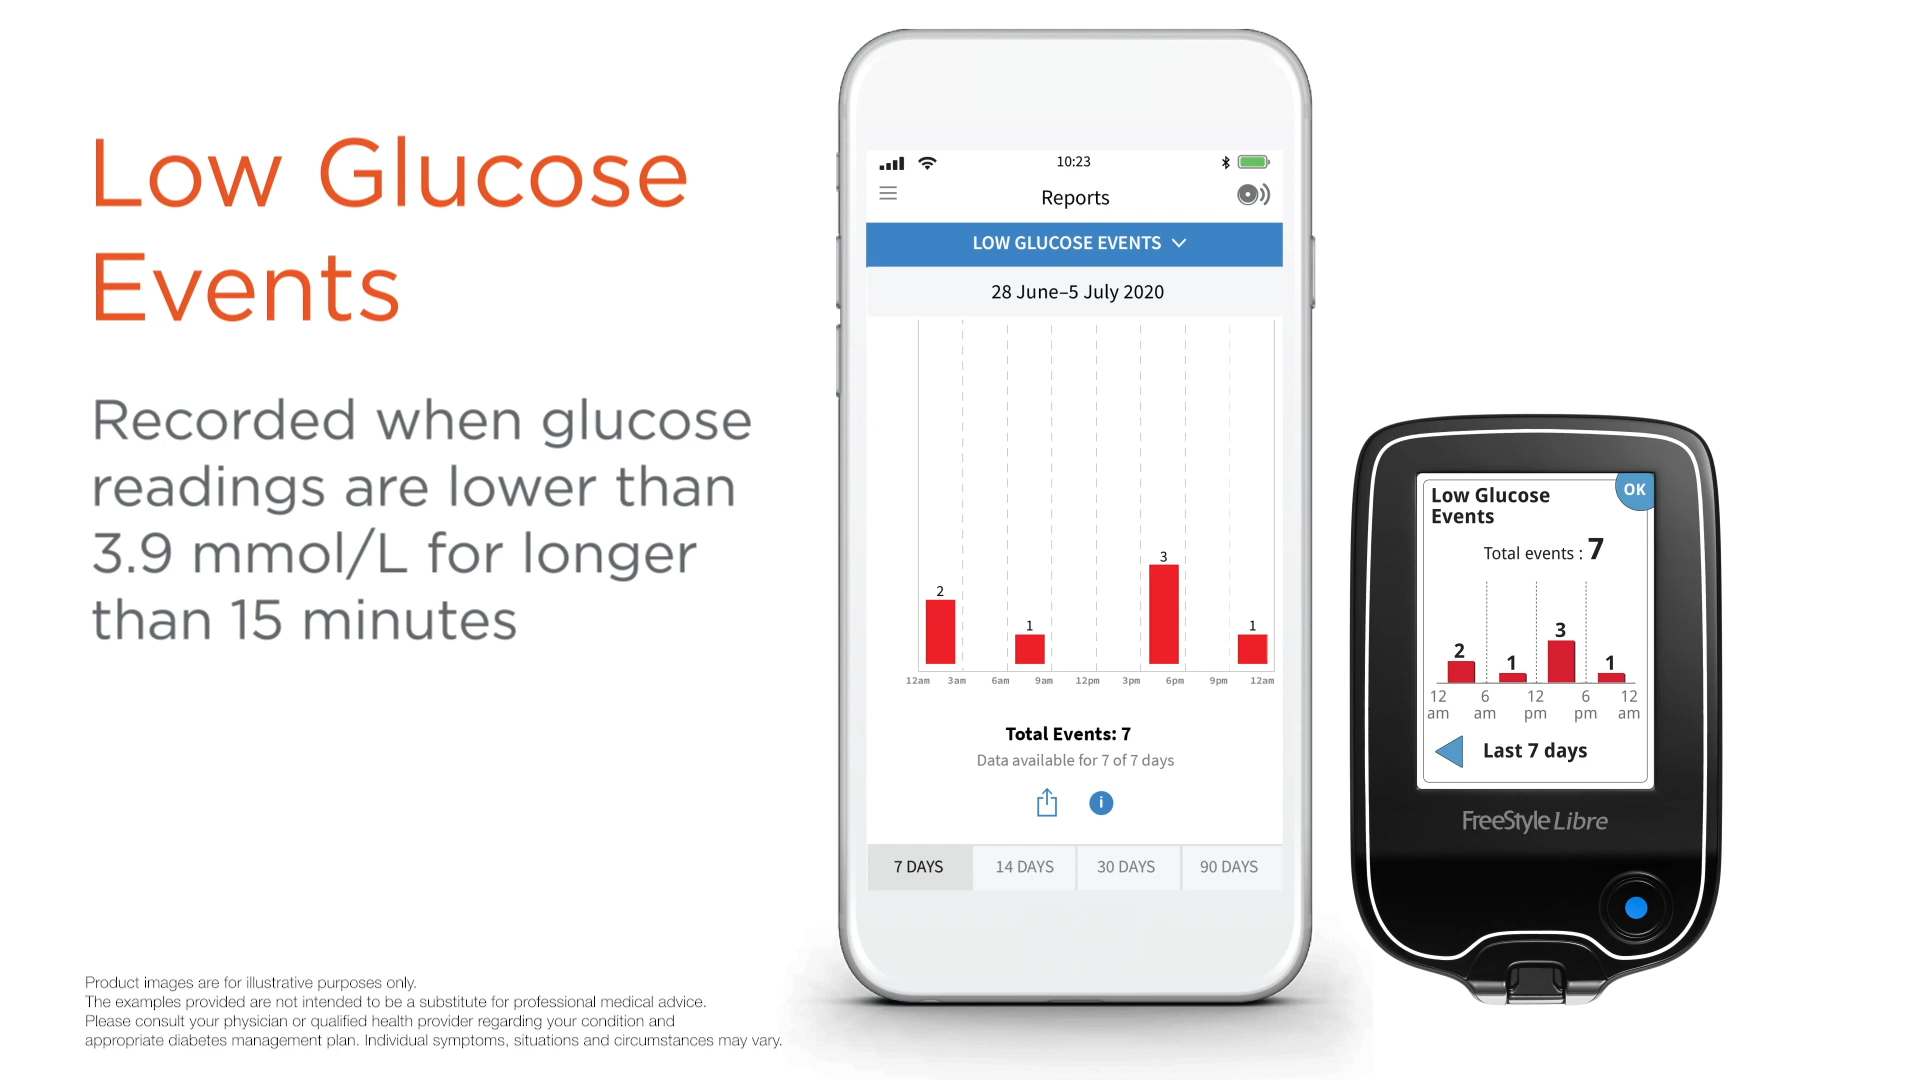 Low Glucose
Events
Recorded when glucose
readings are lower than
3.9 mmol/L for longer
than 15 minutes
Product images are for illustrative purposes only.
The examples provided are not intended to be a substitute for professional medical advice.
Please consult your physician or qualified health provider regarding your condition and
appropriate diabetes management plan. Individual symptoms, situations and circumstances may vary.
10:23
Reports
LOW GLUCOSE EVENTS
28 June–5 July 2020
3
2
1
1
12am 3am 6am 9am 12pm 3pm 6pm 9pm 12am
Total Events: 7
Data available for 7 of 7 days
i
7 DAYS 14 DAYS 30 DAYS 90 DAYS
Low Glucose
Events
OK
Total events : 7
2 1 3 1
12 6 12 6 12
am am pm pm am
Last 7 days
FreeStyle Libre